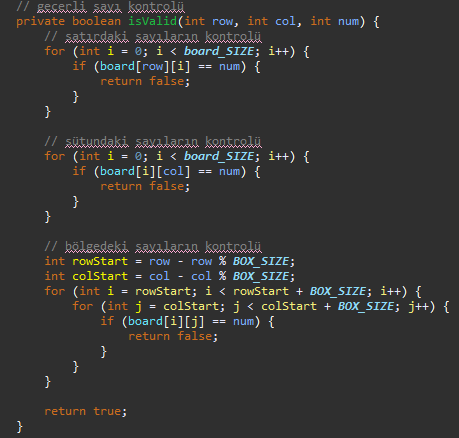 // geçerli sayı kontrolü
private boolean isValid(int row, int col, int num) {
// satırdaki sayıların kontrolü
for (int i = 0; i < board_SIZE; i++) {
if (board[row][i] == num) {
return false;
}
}
// sütundaki sayıların kontrolü
for (int i = 0; i < board_SIZE; i++) {
if (board[i][col] == num) {
return false;
}
}
// bölgedeki sayıların kontrolü
int rowStart = row - row % BOX_SIZE;
int colStart = col - col % BOX_SIZE;
for (int i = rowStart; i < rowStart + BOX_SIZE; i++) {
for (int j = colStart; j < colStart + BOX_SIZE; j++) {
if (board[i][j] == num) {
return false;
}
}
}
return true;
}